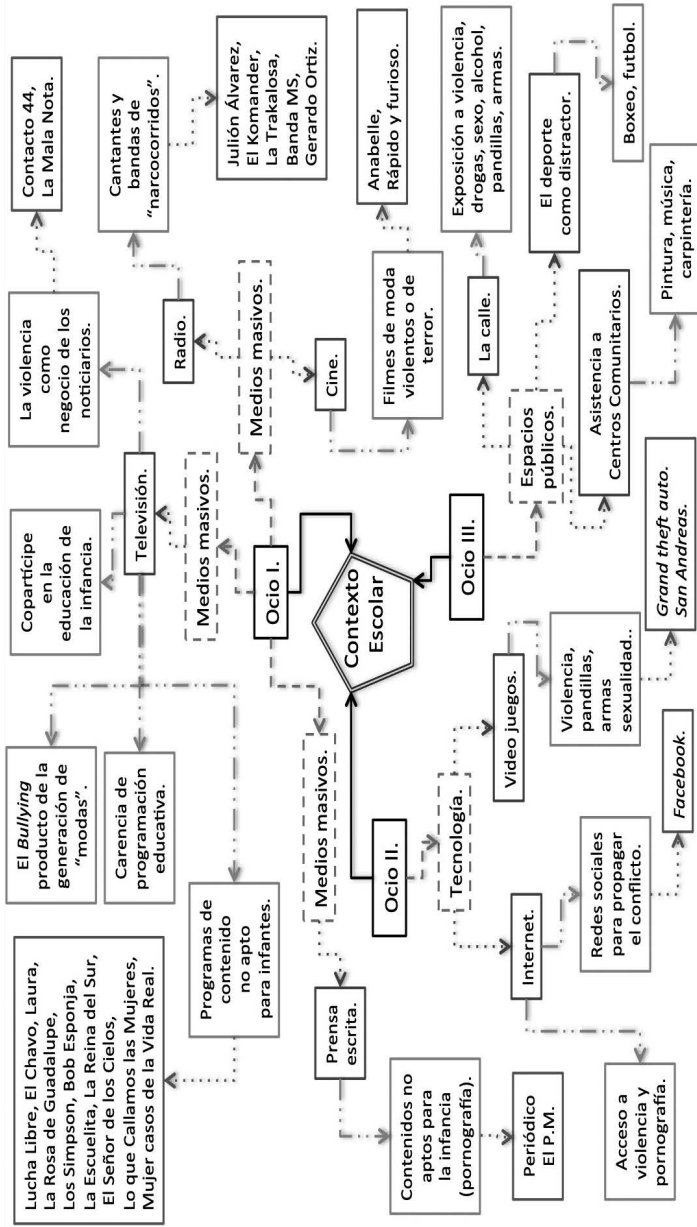 Lucha Libre, El Chavo, Laura,
La Rosa de Guadalupe,
Los Simpson, Bob Esponja,
La Escuelita, La Reina del Sur,
El Señor de los Cielos,
Lo que Callamos las Mujeres,
Mujer casos de la Vida Real.
El Bullying
producto de la
generación de
“modas”.
Carencia de
programación
educativa.
Programas de
contenido
no apto
para infantes.
Copartícipe
en la
educación de
la infancia.
La violencia
como
negocio de los
noticiarios.
Contacto 44,
La Mala Nota.
Televisión.
Medios masivos.
Cantantes y
bandas de
“narcocorridos”.
Julión Álvarez,
El Komander,
La Trakalosa,
Banda MS,
Gerardo Ortiz.
Radio.
Medios masivos.
Cine.
Filmes de moda
violentos o de
terror.
Anabelle,
Rápido y furioso.
Ocio I.
Medios masivos.
Prensa
escrita.
Contenidos no
aptos para
la infancia
(pornografía).
Periódico
El P.M.
Contexto
Escolar
Ocio II.
Tecnología.
Internet.
Acceso a
violencia y
pornografía.
Redes sociales
para propagar
el conflicto.
Facebook.
Video juegos.
Violencia,
pandillas,
armas
sexualidad..
Grand theft auto.
San Andreas.
Ocio III.
Espacios
públicos.
La calle.
Exposición a violencia,
drogas, sexo, alcohol,
pandillas, armas.
El deporte
como distractor.
Boxeo, futbol.
Asistencia a
Centros Comunitarios.
Pintura, música,
carpintería.